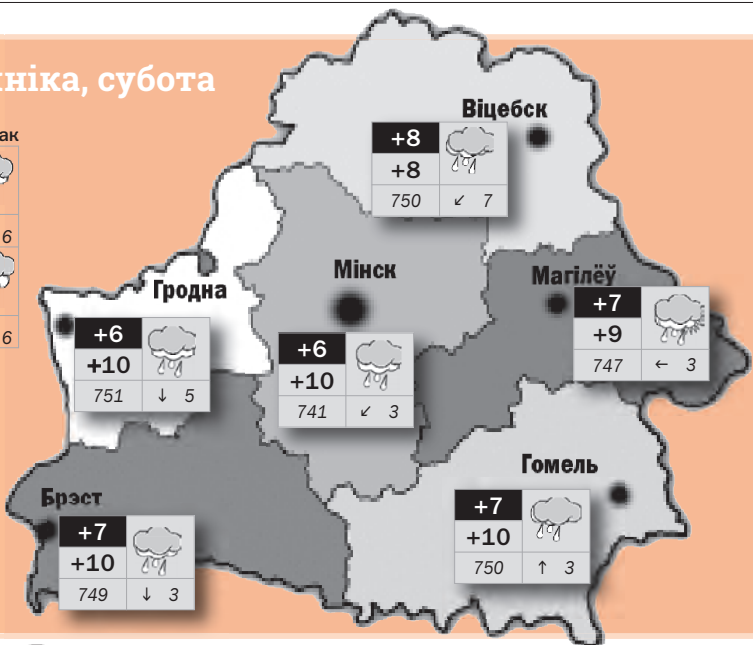 ніка, субота
ак
6
6
Віцебск
+8
+8
750 ↙ 7
Мінск
+6
+10
741 ↙ 3
Магілёў
+7
+9
747 ← 3
Гродна
+6
+10
751 ↓ 5
Гомель
+7
+10
750 ↑ 3
Брэст
+7
+10
749 ↓ 3